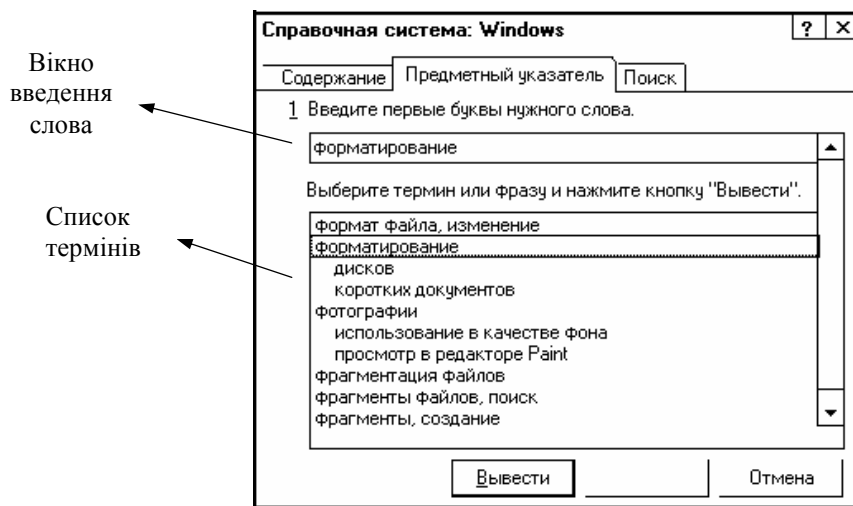 Вікно
введення
слова
Список
термінів
Справочная система: Windows ? ×
Содержание Предметный указатель Поиск
1 Введите первые буквы нужного слова.
форматирование
Выберите термин или фразу и нажмите кнопку "Вывести".
формат файла, изменение
форматирование
дисков
коротких документов
фотографии
использование в качестве фона
просмотр в редакторе Paint
фрагментация файлов
фрагменты файлов, поиск
фрагменты, создание
Вывести Отмена